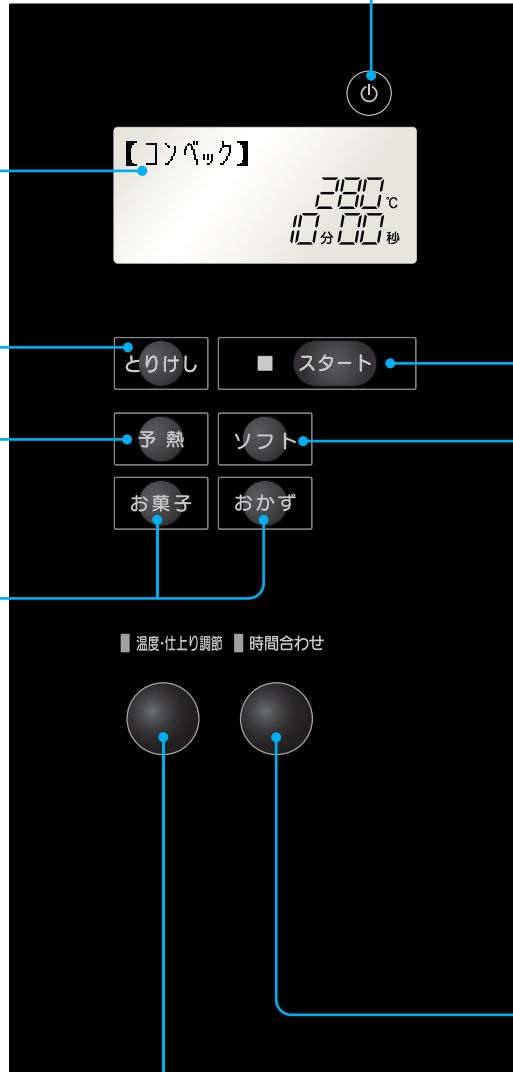 【コンベック】
280℃
10分00秒
とりけし スタート
予熱 ソフト
お菓子 おかず
温度・仕上り調節 時間合わせ